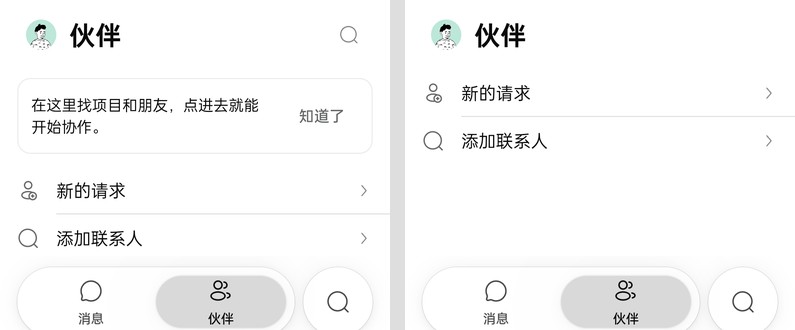 伙伴
在这里找项目和朋友，点进去就能
开始协作。
知道了
新的请求
添加联系人
消息
伙伴
伙伴
新的请求
添加联系人
消息
伙伴